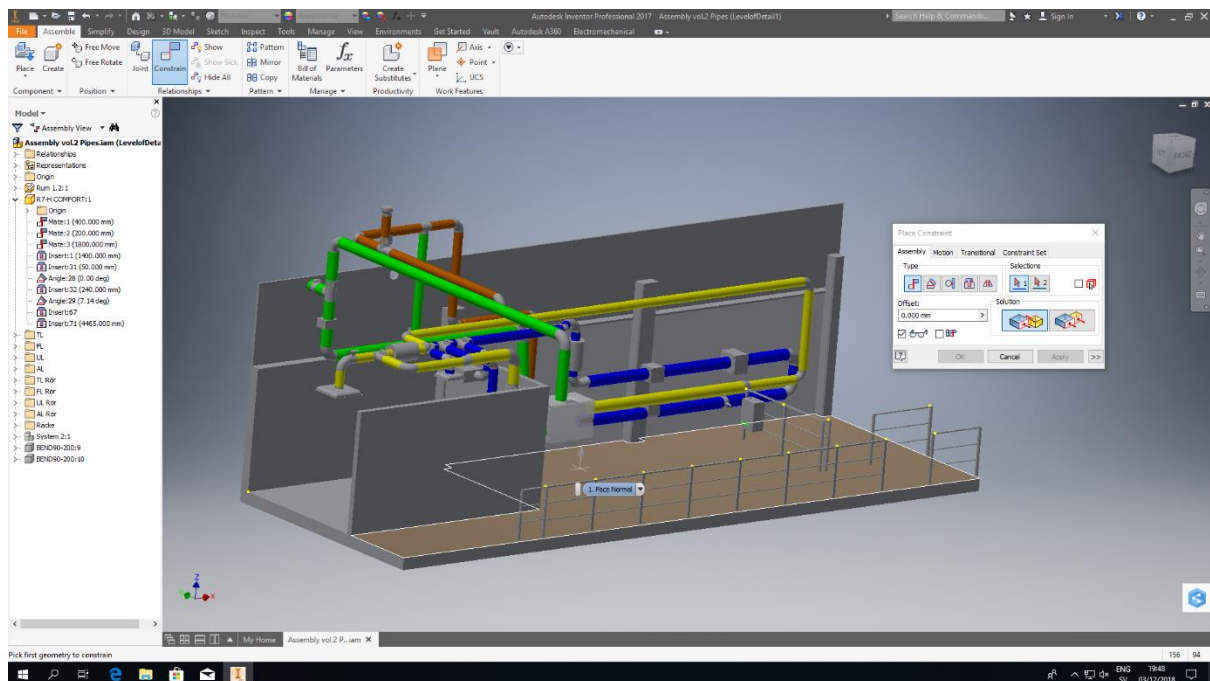 Autodesk Inventor Professional 2017 Assembly vol.2 Pipes (LevelofDetail1)
Search Help & Commands...
Sign In
File Assemble Simplify Design 3D Model Sketch Inspect Tools Manage View Environments Get Started Vault Autodesk A360 Electromechanical
Place
Create
Free Move
Free Rotate
Joint
Constrain
Show
Show Sick
Hide All
Pattern
Mirror
Copy
Bill of Materials
Parameters
Create Substitutes
Plane
Axis
Point
UCS
Component Position Relationships Pattern Manage Productivity Work Features
Model
Assembly View
Assembly vol.2 Pipes.iam (LevelofDeta
Relationships
Representations
Origin
Rum 1.2:1
R7-H COMFORT:1
Origin
Mate:1 (400.000 mm)
Mate:2 (200.000 mm)
Mate:3 (1800.000 mm)
Insert:1 (1400.000 mm)
Insert:31 (50.000 mm)
Angle:28 (0.00 deg)
Insert:32 (240.000 mm)
Angle:29 (7.14 deg)
Insert:67
Insert:71 (4465.000 mm)
TL
FL
UL
AL
TL Rör
FL Rör
UL Rör
AL Rör
Räcke
System 2:1
BEND90-200:9
BEND90-200:10
FRONT
Place Constraint
Assembly Motion Transitional Constraint Set
Type
Selections
1 2
Offset:
Solution
0.000 mm
OK Cancel Apply >>
1. Face Normal
Z
X
My Home Assembly vol.2 P...iam
Pick first geometry to constrain
156 94
ENG
SV
19:48
03/12/2018